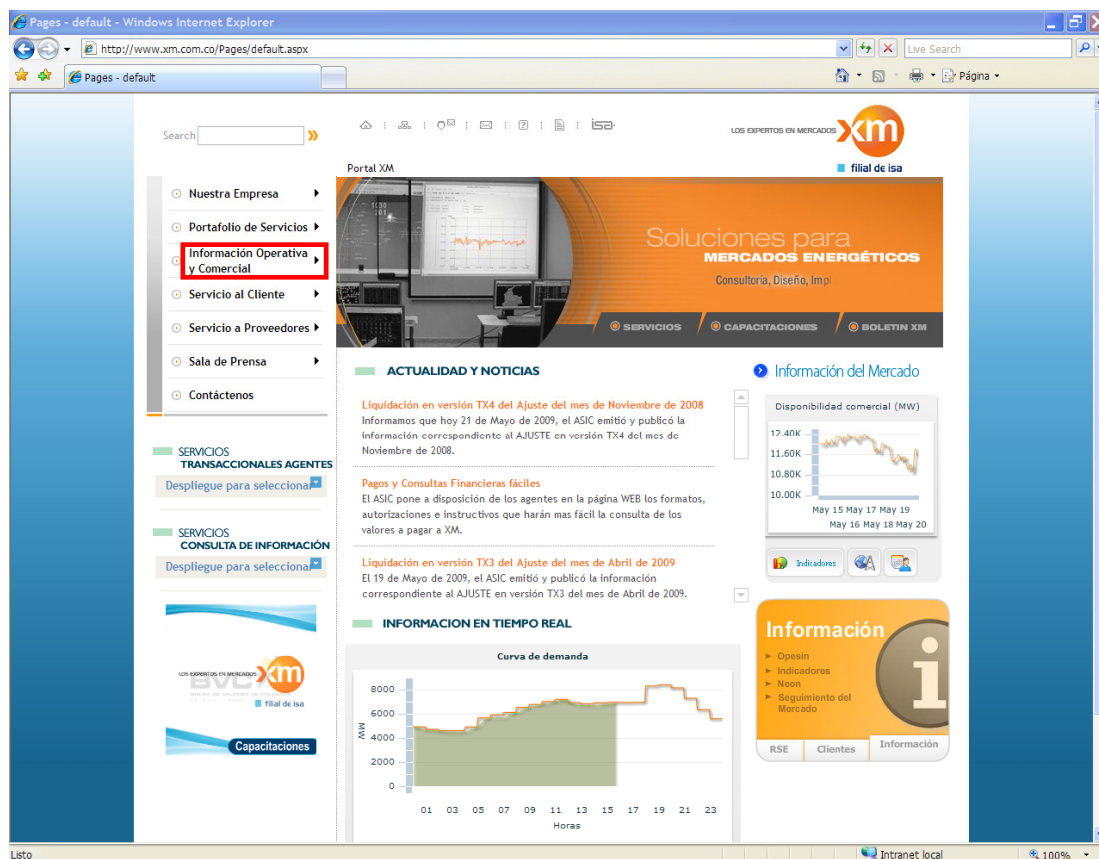 Pages - default - Windows Internet Explorer
http://www.xm.com.co/Pages/default.aspx
Live Search
Pages - default
Página
Search
isa
LOS EXPERTOS EN MERCADOS
xm
filial de isa
Portal XM
Nuestra Empresa
Portafolio de Servicios
Información Operativa
y Comercial
Servicio al Cliente
Servicio a Proveedores
Sala de Prensa
Contáctenos
Soluciones para
MERCADOS ENERGÉTICOS
Consultoría, Diseño, Impl
SERVICIOS
CAPACITACIONES
BOLETIN XM
SERVICIOS
TRANSACCIONALES AGENTES
Despliegue para seleccionar
SERVICIOS
CONSULTA DE INFORMACIÓN
Despliegue para seleccionar
LOS EXPERTOS EN MERCADOS
xm
BVC
filial de isa
Capacitaciones
ACTUALIDAD Y NOTICIAS
Liquidación en versión TX4 del Ajuste del mes de Noviembre de 2008
Informamos que hoy 21 de Mayo de 2009, el ASIC emitió y publicó la
información correspondiente al AJUSTE en versión TX4 del mes de
Noviembre de 2008.
Pagos y Consultas Financieras fáciles
El ASIC pone a disposición de los agentes en la página WEB los formatos,
autorizaciones e instructivos que harán mas fácil la consulta de los
valores a pagar a XM.
Liquidación en versión TX3 del Ajuste del mes de Abril de 2009
El 19 de Mayo de 2009, el ASIC emitió y publicó la información
correspondiente al AJUSTE en versión TX3 del mes de Abril de 2009.
INFORMACION EN TIEMPO REAL
Curva de demanda
8000
6000
4000
2000
0
MW
01 03 05 07 09 11 13 15 17 19 21 23
Horas
Información del Mercado
Disponibilidad comercial (MW)
12.40K
11.60K
10.80K
10.00K
May 15 May 17 May 19
May 16 May 18 May 20
Indicadores
Información
Opesin
Indicadores
Neon
Seguimiento del
Mercado
RSE
Clientes
Información
Listo
Intranet local
100%